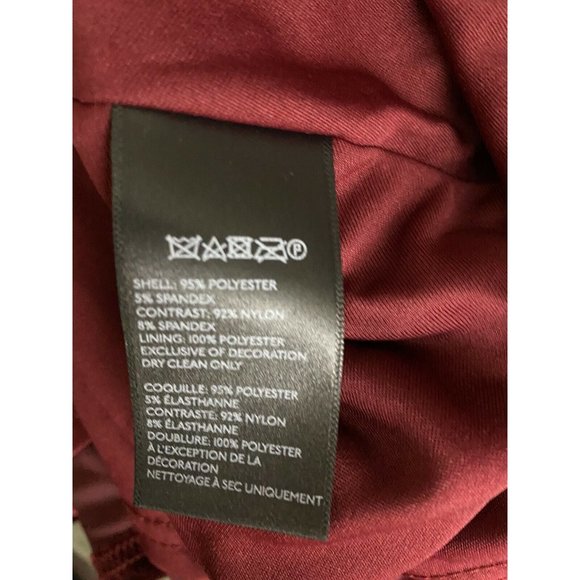 P
SHELL: 95% POLYESTER
5% SPANDEX
CONTRAST: 92% NYLON
8% SPANDEX
LINING: 100% POLYESTER
EXCLUSIVE OF DECORATION
DRY CLEAN ONLY
COQUILLE: 95% POLYESTER
5% ÉLASTHANNE
CONTRASTE: 92% NYLON
8% ÉLASTHANNE
DOUBLURE: 100% POLYESTER
À L'EXCEPTION DE LA
DÉCORATION
NETTOYAGE À SEC UNIQUEMENT